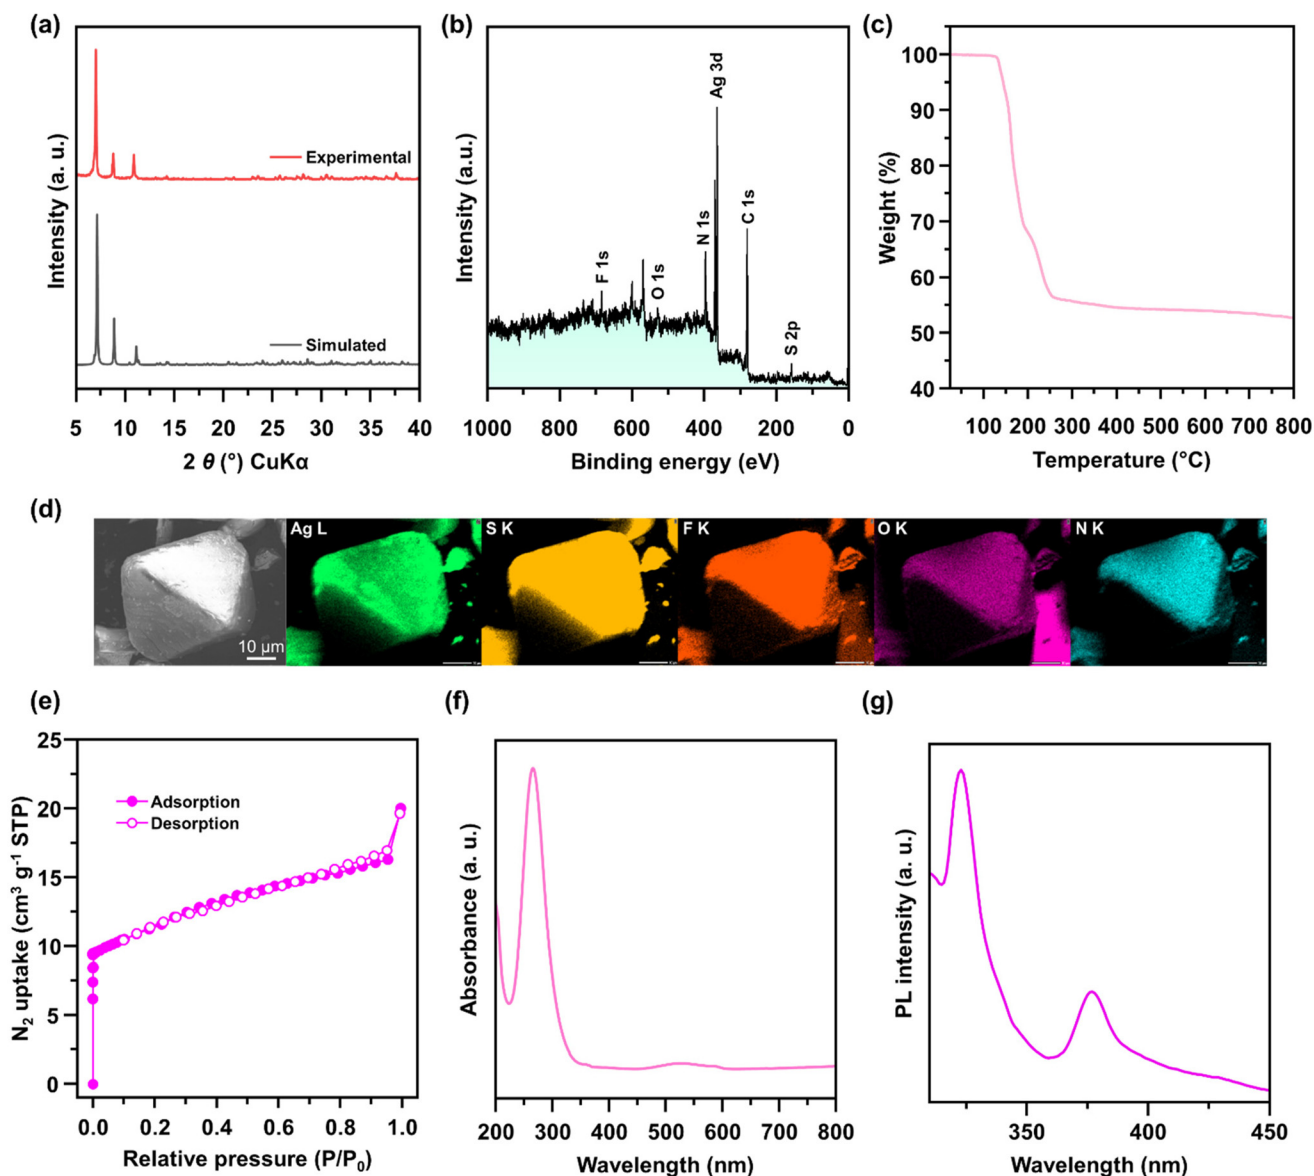 (a)
Intensity (a. u.)
Experimental
Simulated
5 10 15 20 25 30 35 40
2 θ (°) CuKα
(b)
Intensity (a.u.)
F 1s
O 1s
N 1s
Ag 3d
C 1s
S 2p
1000 800 600 400 200 0
Binding energy (eV)
(c)
Weight (%)
100
90
80
70
60
50
40
100 200 300 400 500 600 700 800
Temperature (°C)
(d)
10 μm
Ag L
S K
F K
O K
N K
(e)
N₂ uptake (cm³ g⁻¹ STP)
25
20
15
10
5
0
Adsorption
Desorption
0.0 0.2 0.4 0.6 0.8 1.0
Relative pressure (P/P₀)
(f)
Absorbance (a. u.)
200 300 400 500 600 700 800
Wavelength (nm)
(g)
PL intensity (a. u.)
350 400 450
Wavelength (nm)